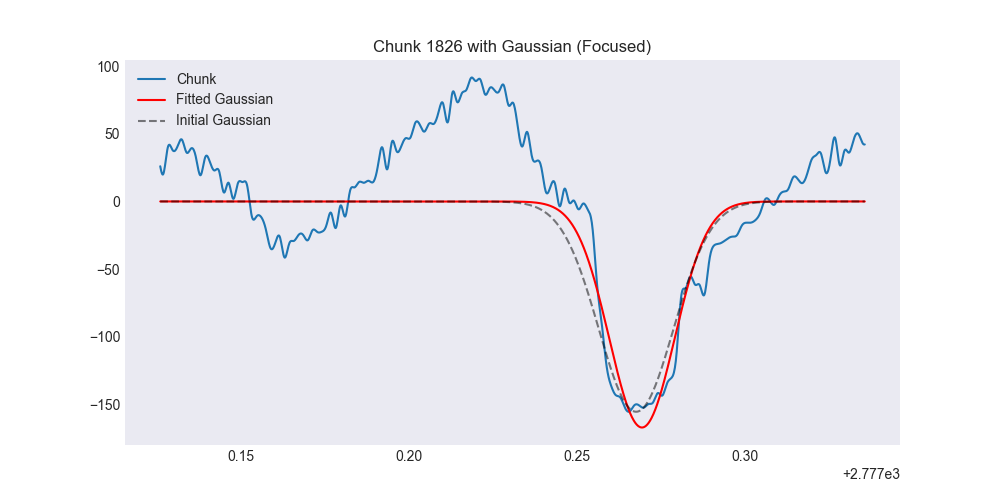 Chunk 1826 with Gaussian (Focused)
Chunk
Fitted Gaussian
Initial Gaussian
100
50
0
−50
−100
−150
0.15 0.20 0.25 0.30
+2.777e3